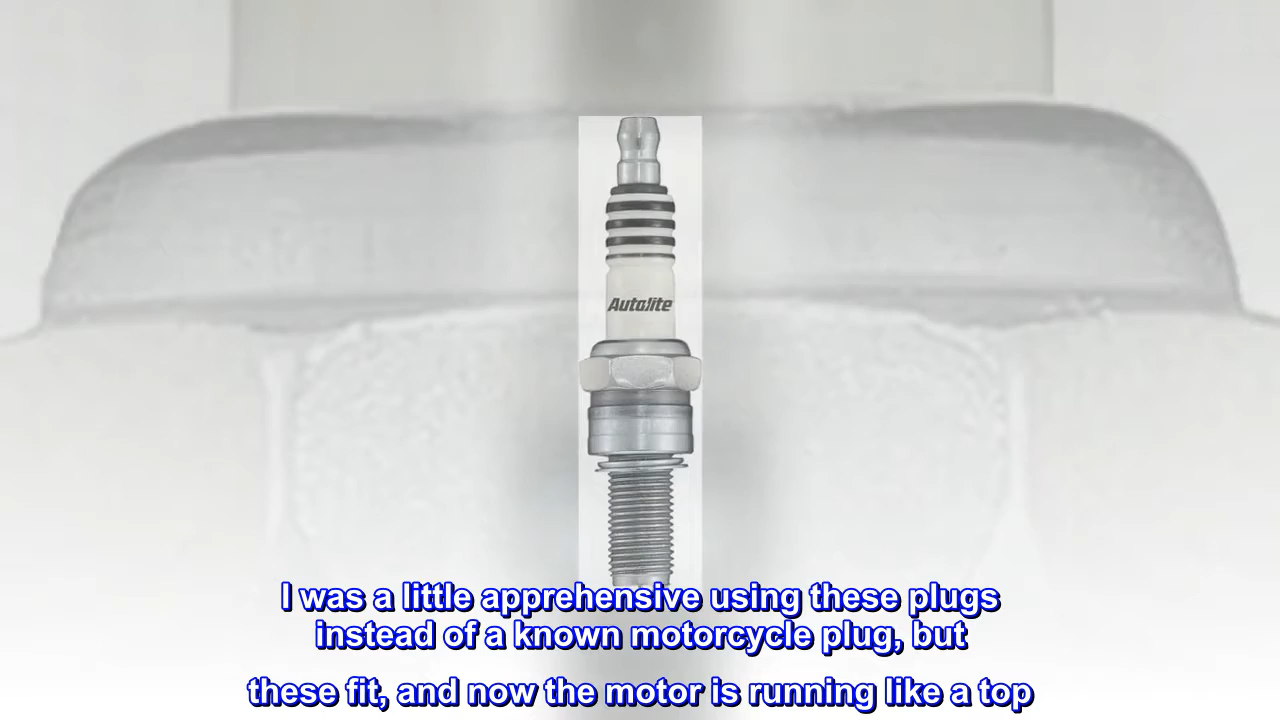 Autolite
I was a little apprehensive using these plugs
instead of a known motorcycle plug, but
these fit, and now the motor is running like a top